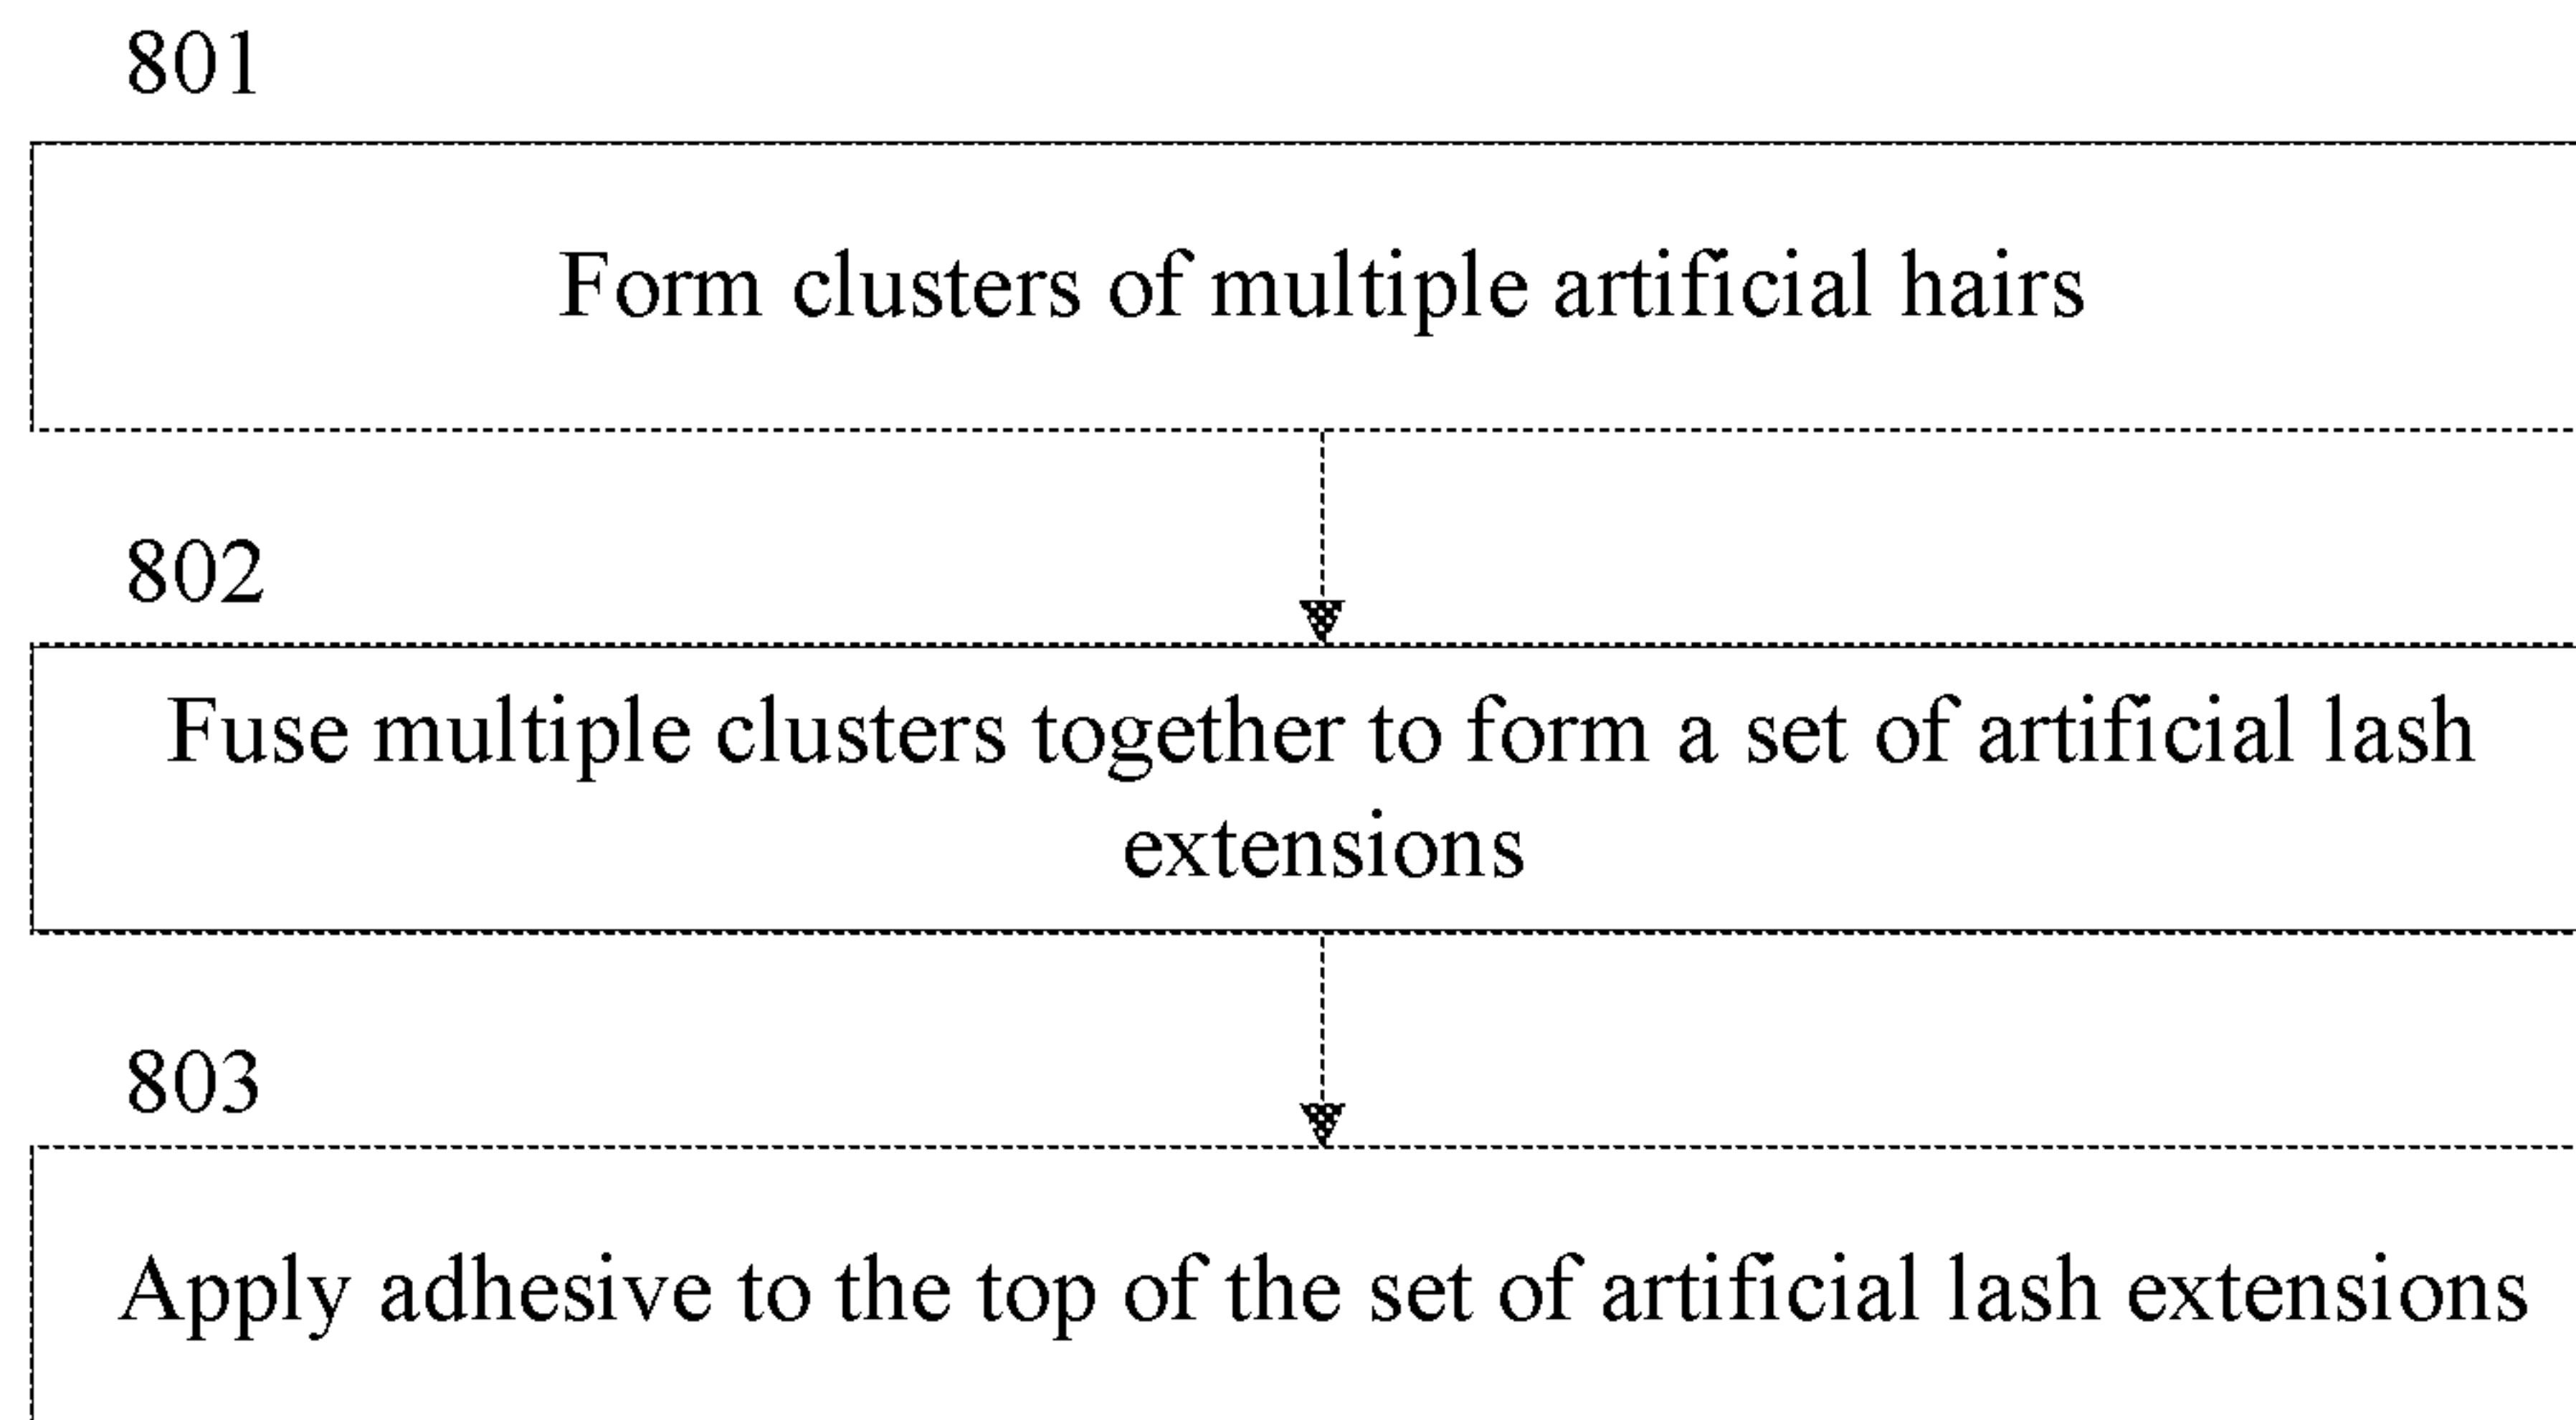 801
Form clusters of multiple artificial hairs
802
Fuse multiple clusters together to form a set of artificial lash
extensions
803
Apply adhesive to the top of the set of artificial lash extensions